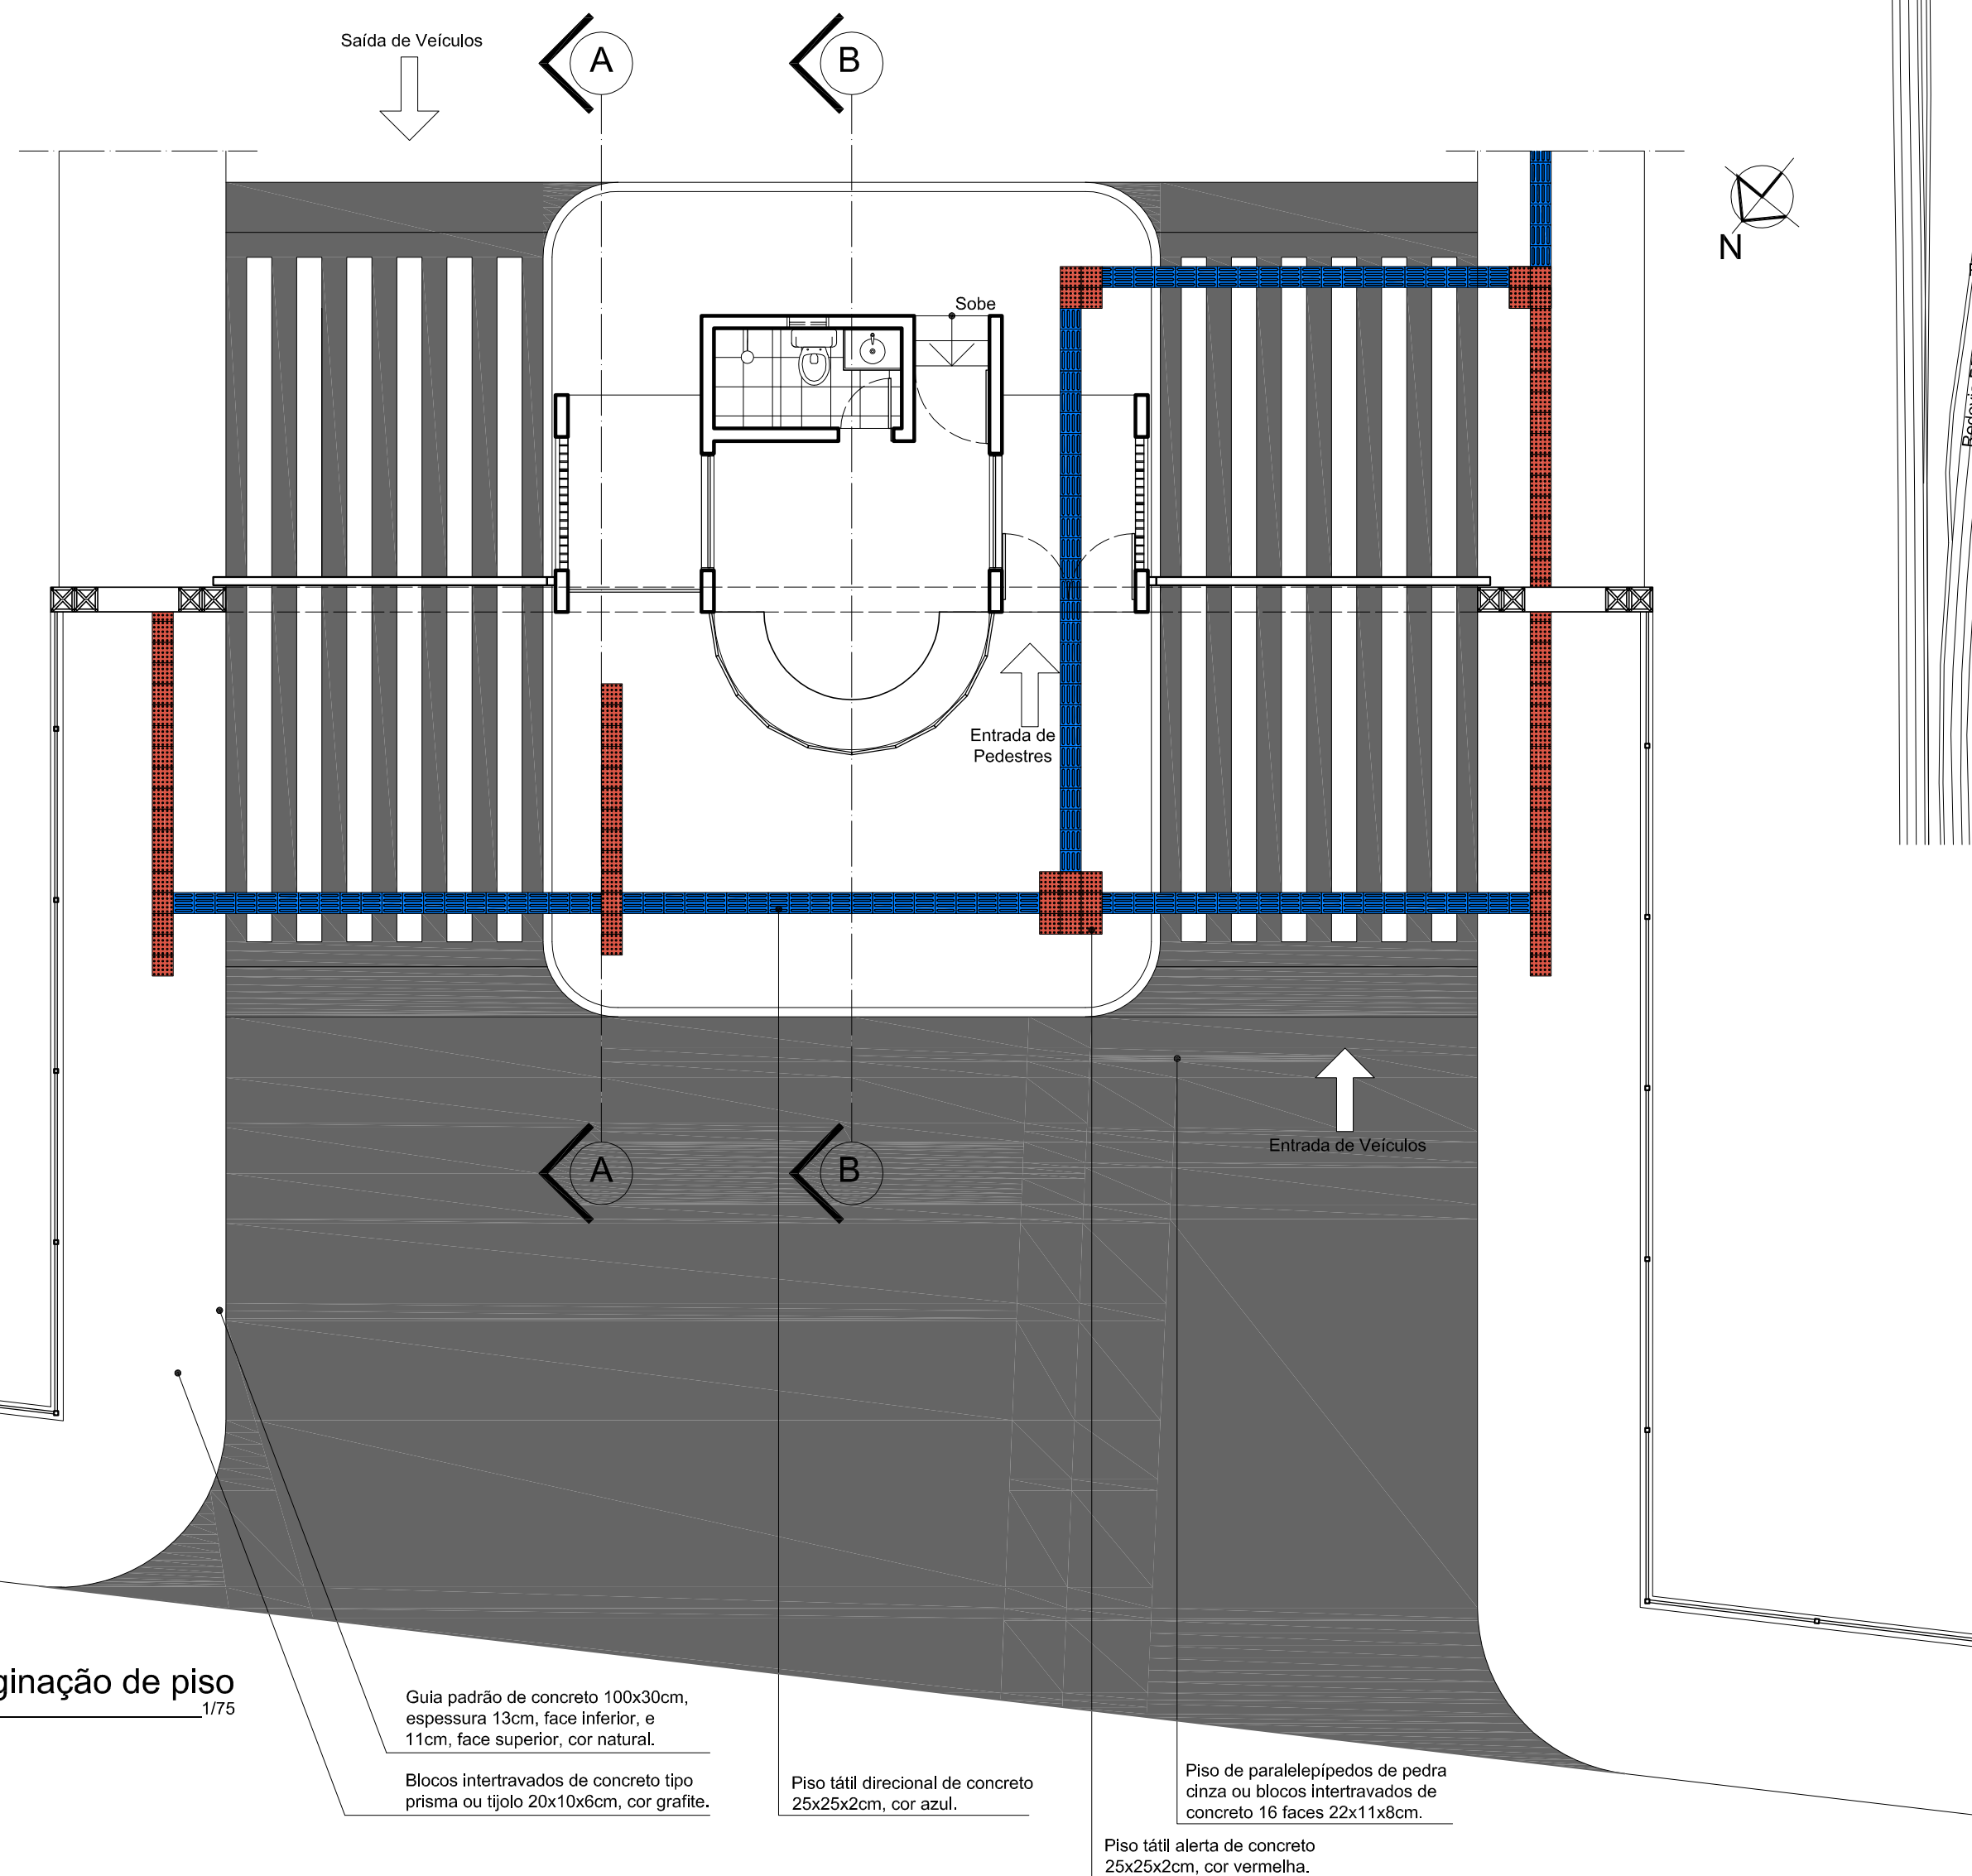 Saída de Veículos
A
B
N
Sobe
Entrada de
Pedestres
Entrada de Veículos
A
B
ginação de piso
1/75
Guia padrão de concreto 100x30cm,
espessura 13cm, face inferior, e
11cm, face superior, cor natural.
Blocos intertravados de concreto tipo
prisma ou tijolo 20x10x6cm, cor grafite.
Piso tátil direcional de concreto
25x25x2cm, cor azul.
Piso de paralelepípedos de pedra
cinza ou blocos intertravados de
concreto 16 faces 22x11x8cm.
Piso tátil alerta de concreto
25x25x2cm, cor vermelha.